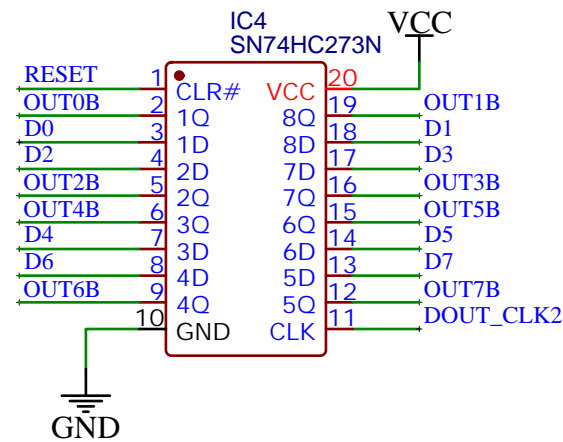 IC4
SN74HC273N
VCC
RESET 1 CLR# VCC 20
OUT0B 2 1Q 8Q 19 OUT1B
D0 3 1D 8D 18 D1
D2 4 2D 7D 17 D3
OUT2B 5 2Q 7Q 16 OUT3B
OUT4B 6 3Q 6Q 15 OUT5B
D4 7 3D 6D 14 D5
D6 8 4D 5D 13 D7
OUT6B 9 4Q 5Q 12 OUT7B
10 GND CLK 11 DOUT_CLK2
GND